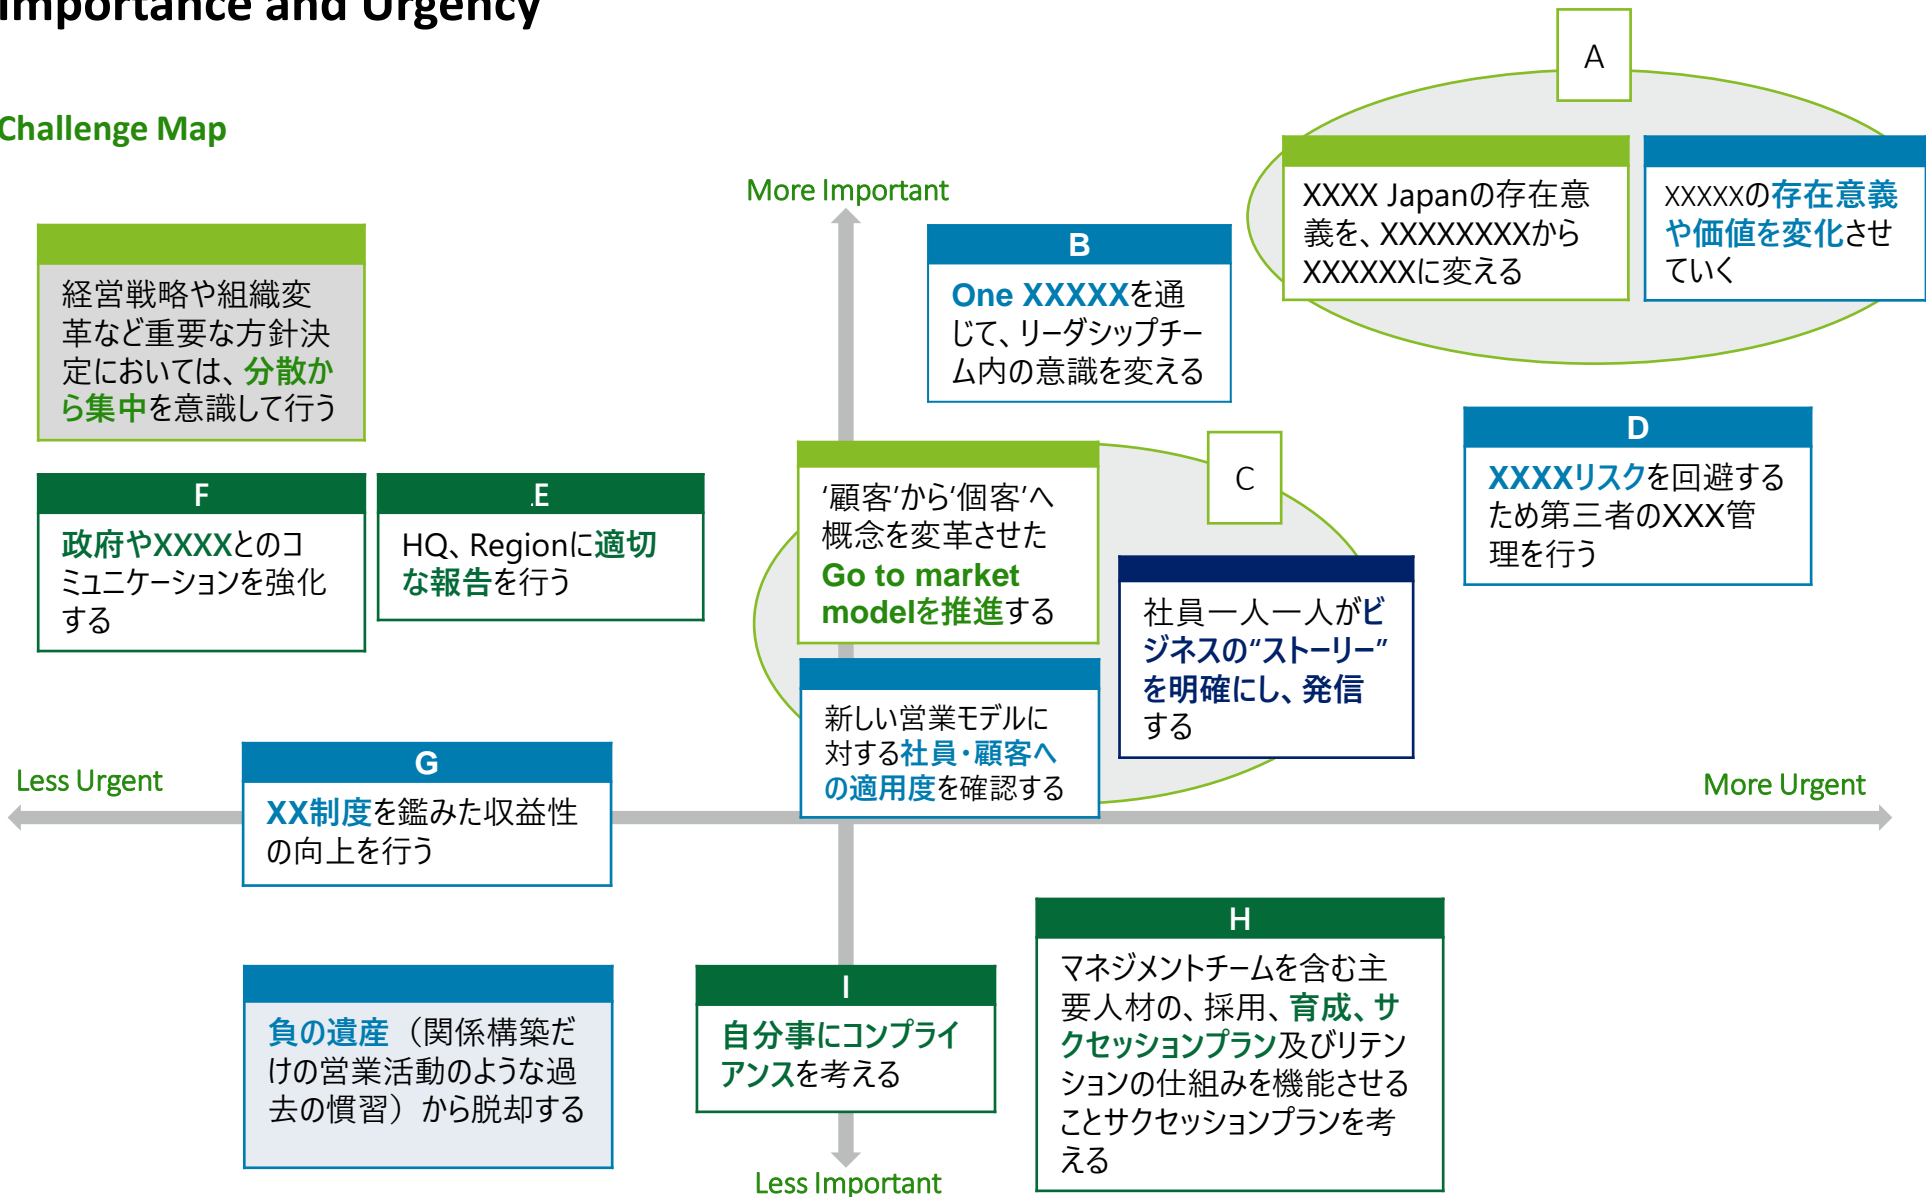 Importance and Urgency
Challenge Map
A
XXXX Japanの存在意
義を、XXXXXXXXから
XXXXXXに変える
XXXXXの存在意義
や価値を変化させ
ていく
More Important
B
One XXXXXを通
じて、リーダシップチー
ム内の意識を変える
経営戦略や組織変
革など重要な方針決
定においては、分散か
ら集中を意識して行う
D
XXXXリスクを回避する
ため第三者のXXX管
理を行う
C
'顧客'から'個客'へ
概念を変革させた
Go to market
modelを推進する
社員一人一人がビ
ジネスの“ストーリー”
を明確にし、発信
する
新しい営業モデルに
対する社員・顧客へ
の適用度を確認する
F
政府やXXXXとのコ
ミュニケーションを強化
する
.E
HQ、Regionに適切
な報告を行う
Less Urgent
G
XX制度を鑑みた収益性
の向上を行う
More Urgent
負の遺産（関係構築だ
けの営業活動のような過
去の慣習）から脱却する
I
自分事にコンプライ
アンスを考える
H
マネジメントチームを含む主
要人材の、採用、育成、サ
クセッションプラン及びリテン
ションの仕組みを機能させる
ことサクセッションプランを考
える
Less Important